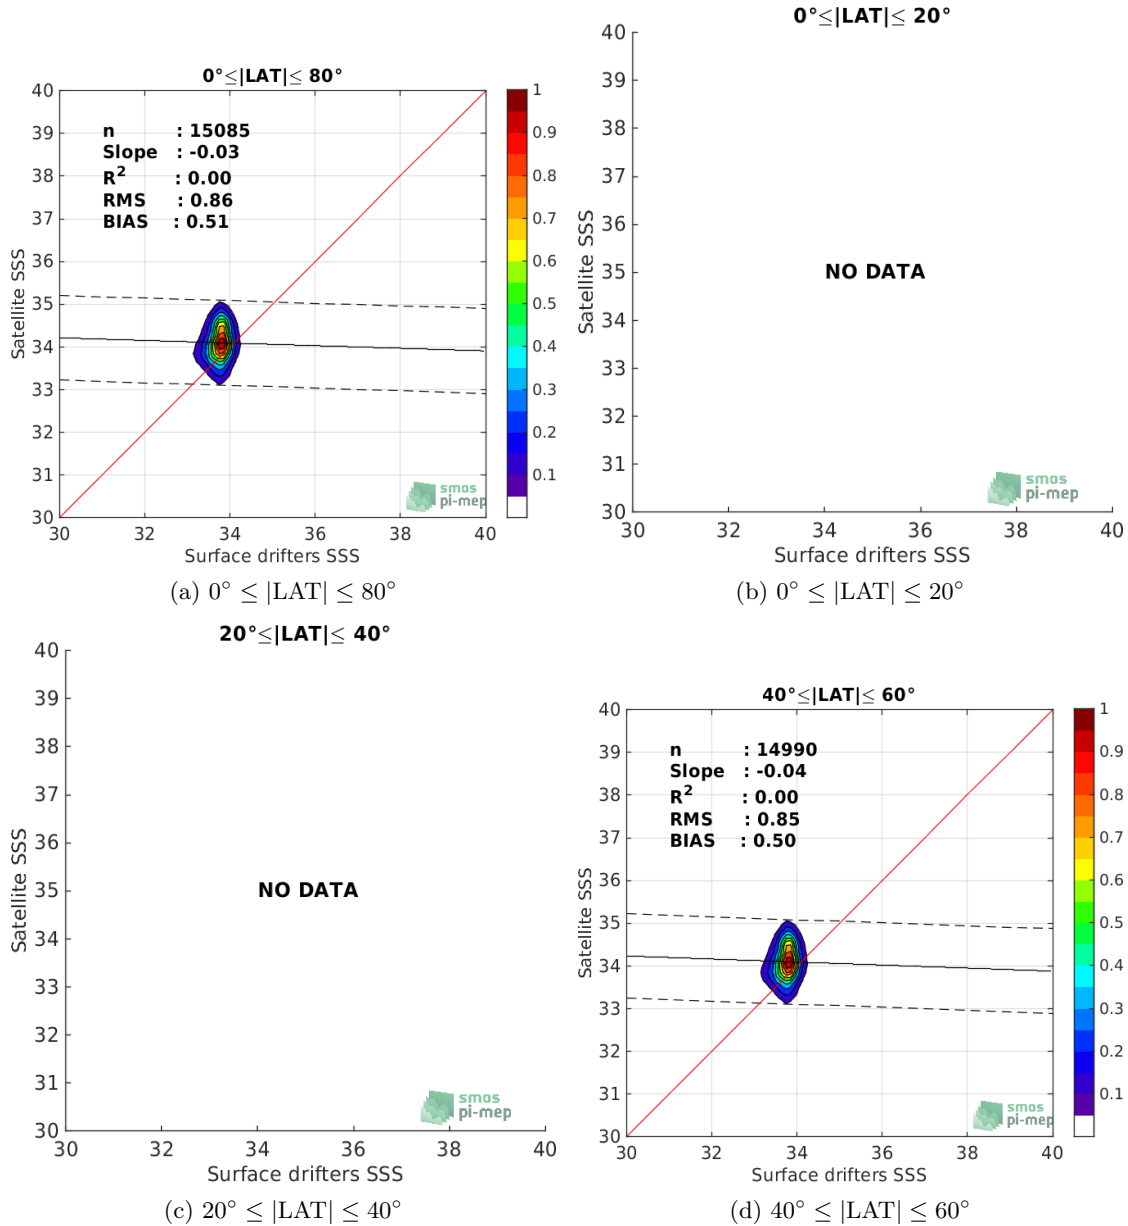 0°≤|LAT|≤ 80°
n : 15085
Slope : -0.03
R² : 0.00
RMS : 0.86
BIAS : 0.51
40
39
38
37
36
35
34
33
32
31
30
30 32 34 36 38 40
Satellite SSS
Surface drifters SSS
1
0.9
0.8
0.7
0.6
0.5
0.4
0.3
0.2
0.1
smos
pi-mep
(a) 0° ≤ |LAT| ≤ 80°
0°≤|LAT|≤ 20°
40
39
38
37
36
35
34
33
32
31
30
30 32 34 36 38 40
Satellite SSS
NO DATA
Surface drifters SSS
smos
pi-mep
(b) 0° ≤ |LAT| ≤ 20°
20°≤|LAT|≤ 40°
40
39
38
37
36
35
34
33
32
31
30
30 32 34 36 38 40
Satellite SSS
NO DATA
Surface drifters SSS
smos
pi-mep
(c) 20° ≤ |LAT| ≤ 40°
40°≤|LAT|≤ 60°
n : 14990
Slope : -0.04
R² : 0.00
RMS : 0.85
BIAS : 0.50
40
39
38
37
36
35
34
33
32
31
30
30 32 34 36 38 40
Satellite SSS
Surface drifters SSS
1
0.9
0.8
0.7
0.6
0.5
0.4
0.3
0.2
0.1
smos
pi-mep
(d) 40° ≤ |LAT| ≤ 60°